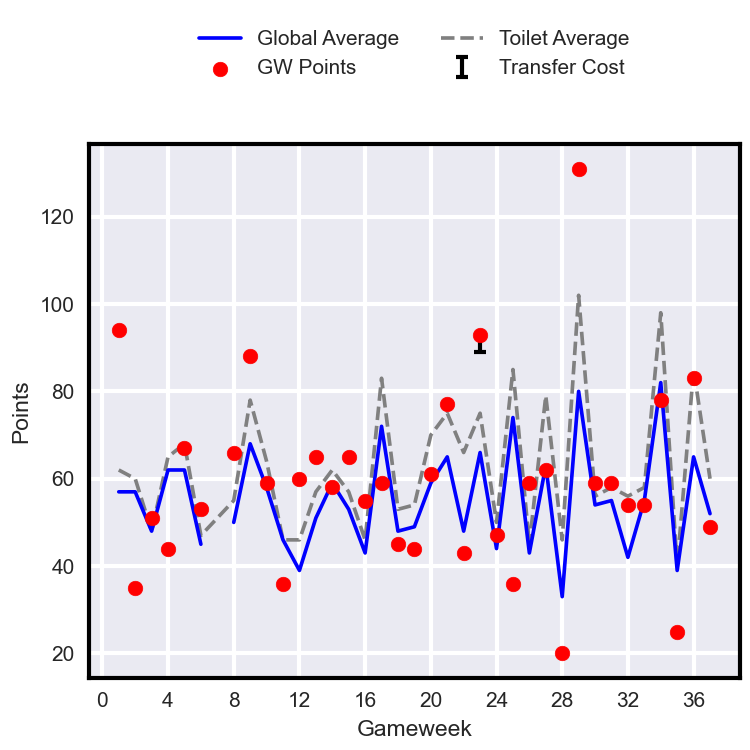 Global Average
Toilet Average
GW Points
Transfer Cost
120
100
80
60
40
20
Points
0 4 8 12 16 20 24 28 32 36
Gameweek